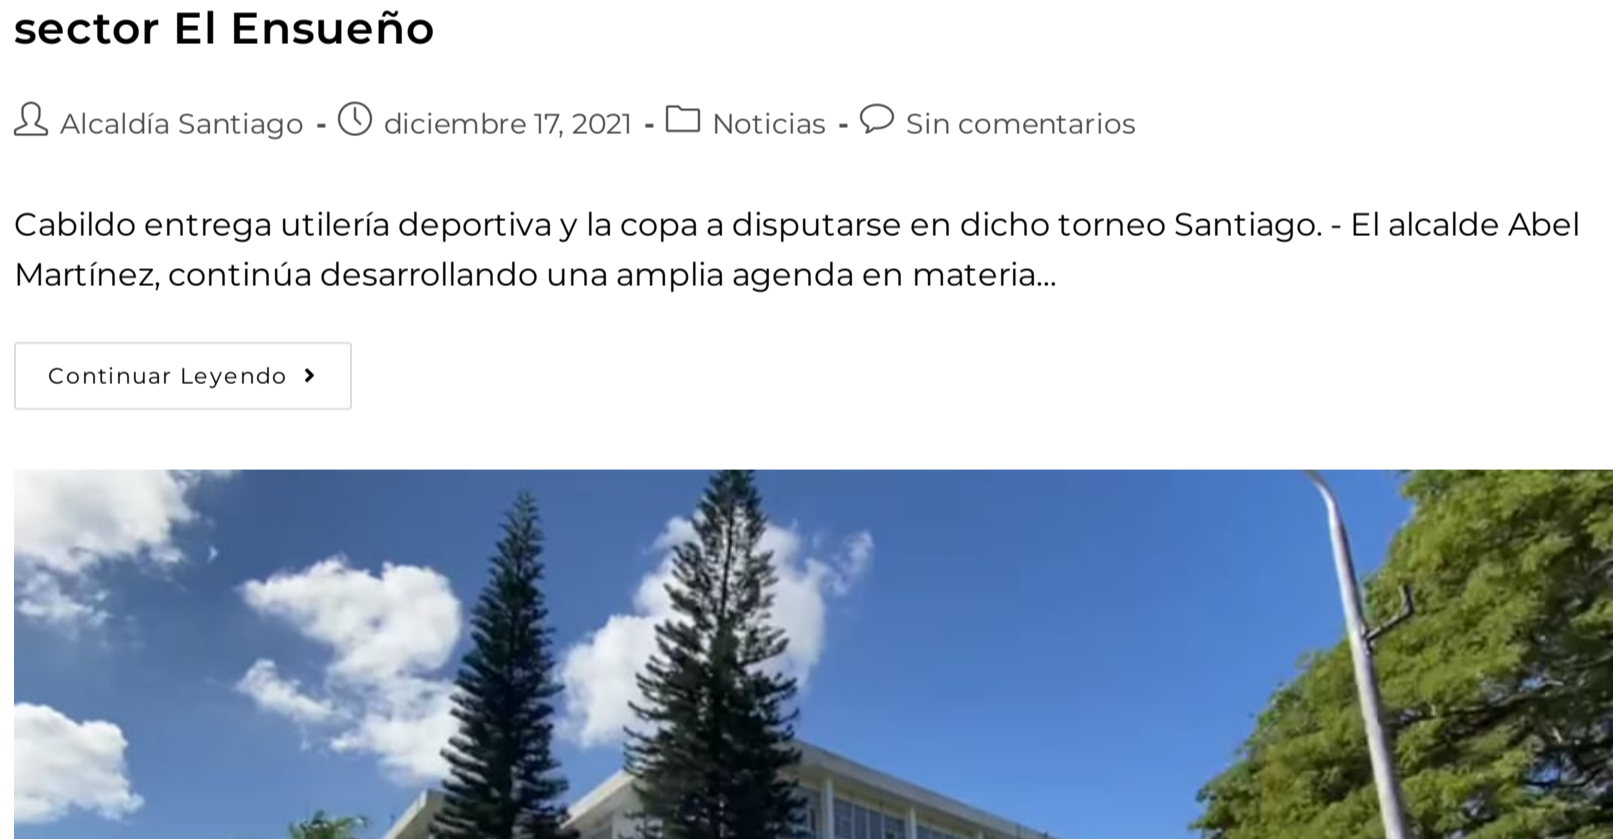 sector El Ensueño
Alcaldía Santiago - diciembre 17, 2021 - Noticias - Sin comentarios
Cabildo entrega utilería deportiva y la copa a disputarse en dicho torneo Santiago. - El alcalde Abel
Martínez, continúa desarrollando una amplia agenda en materia…
Continuar Leyendo